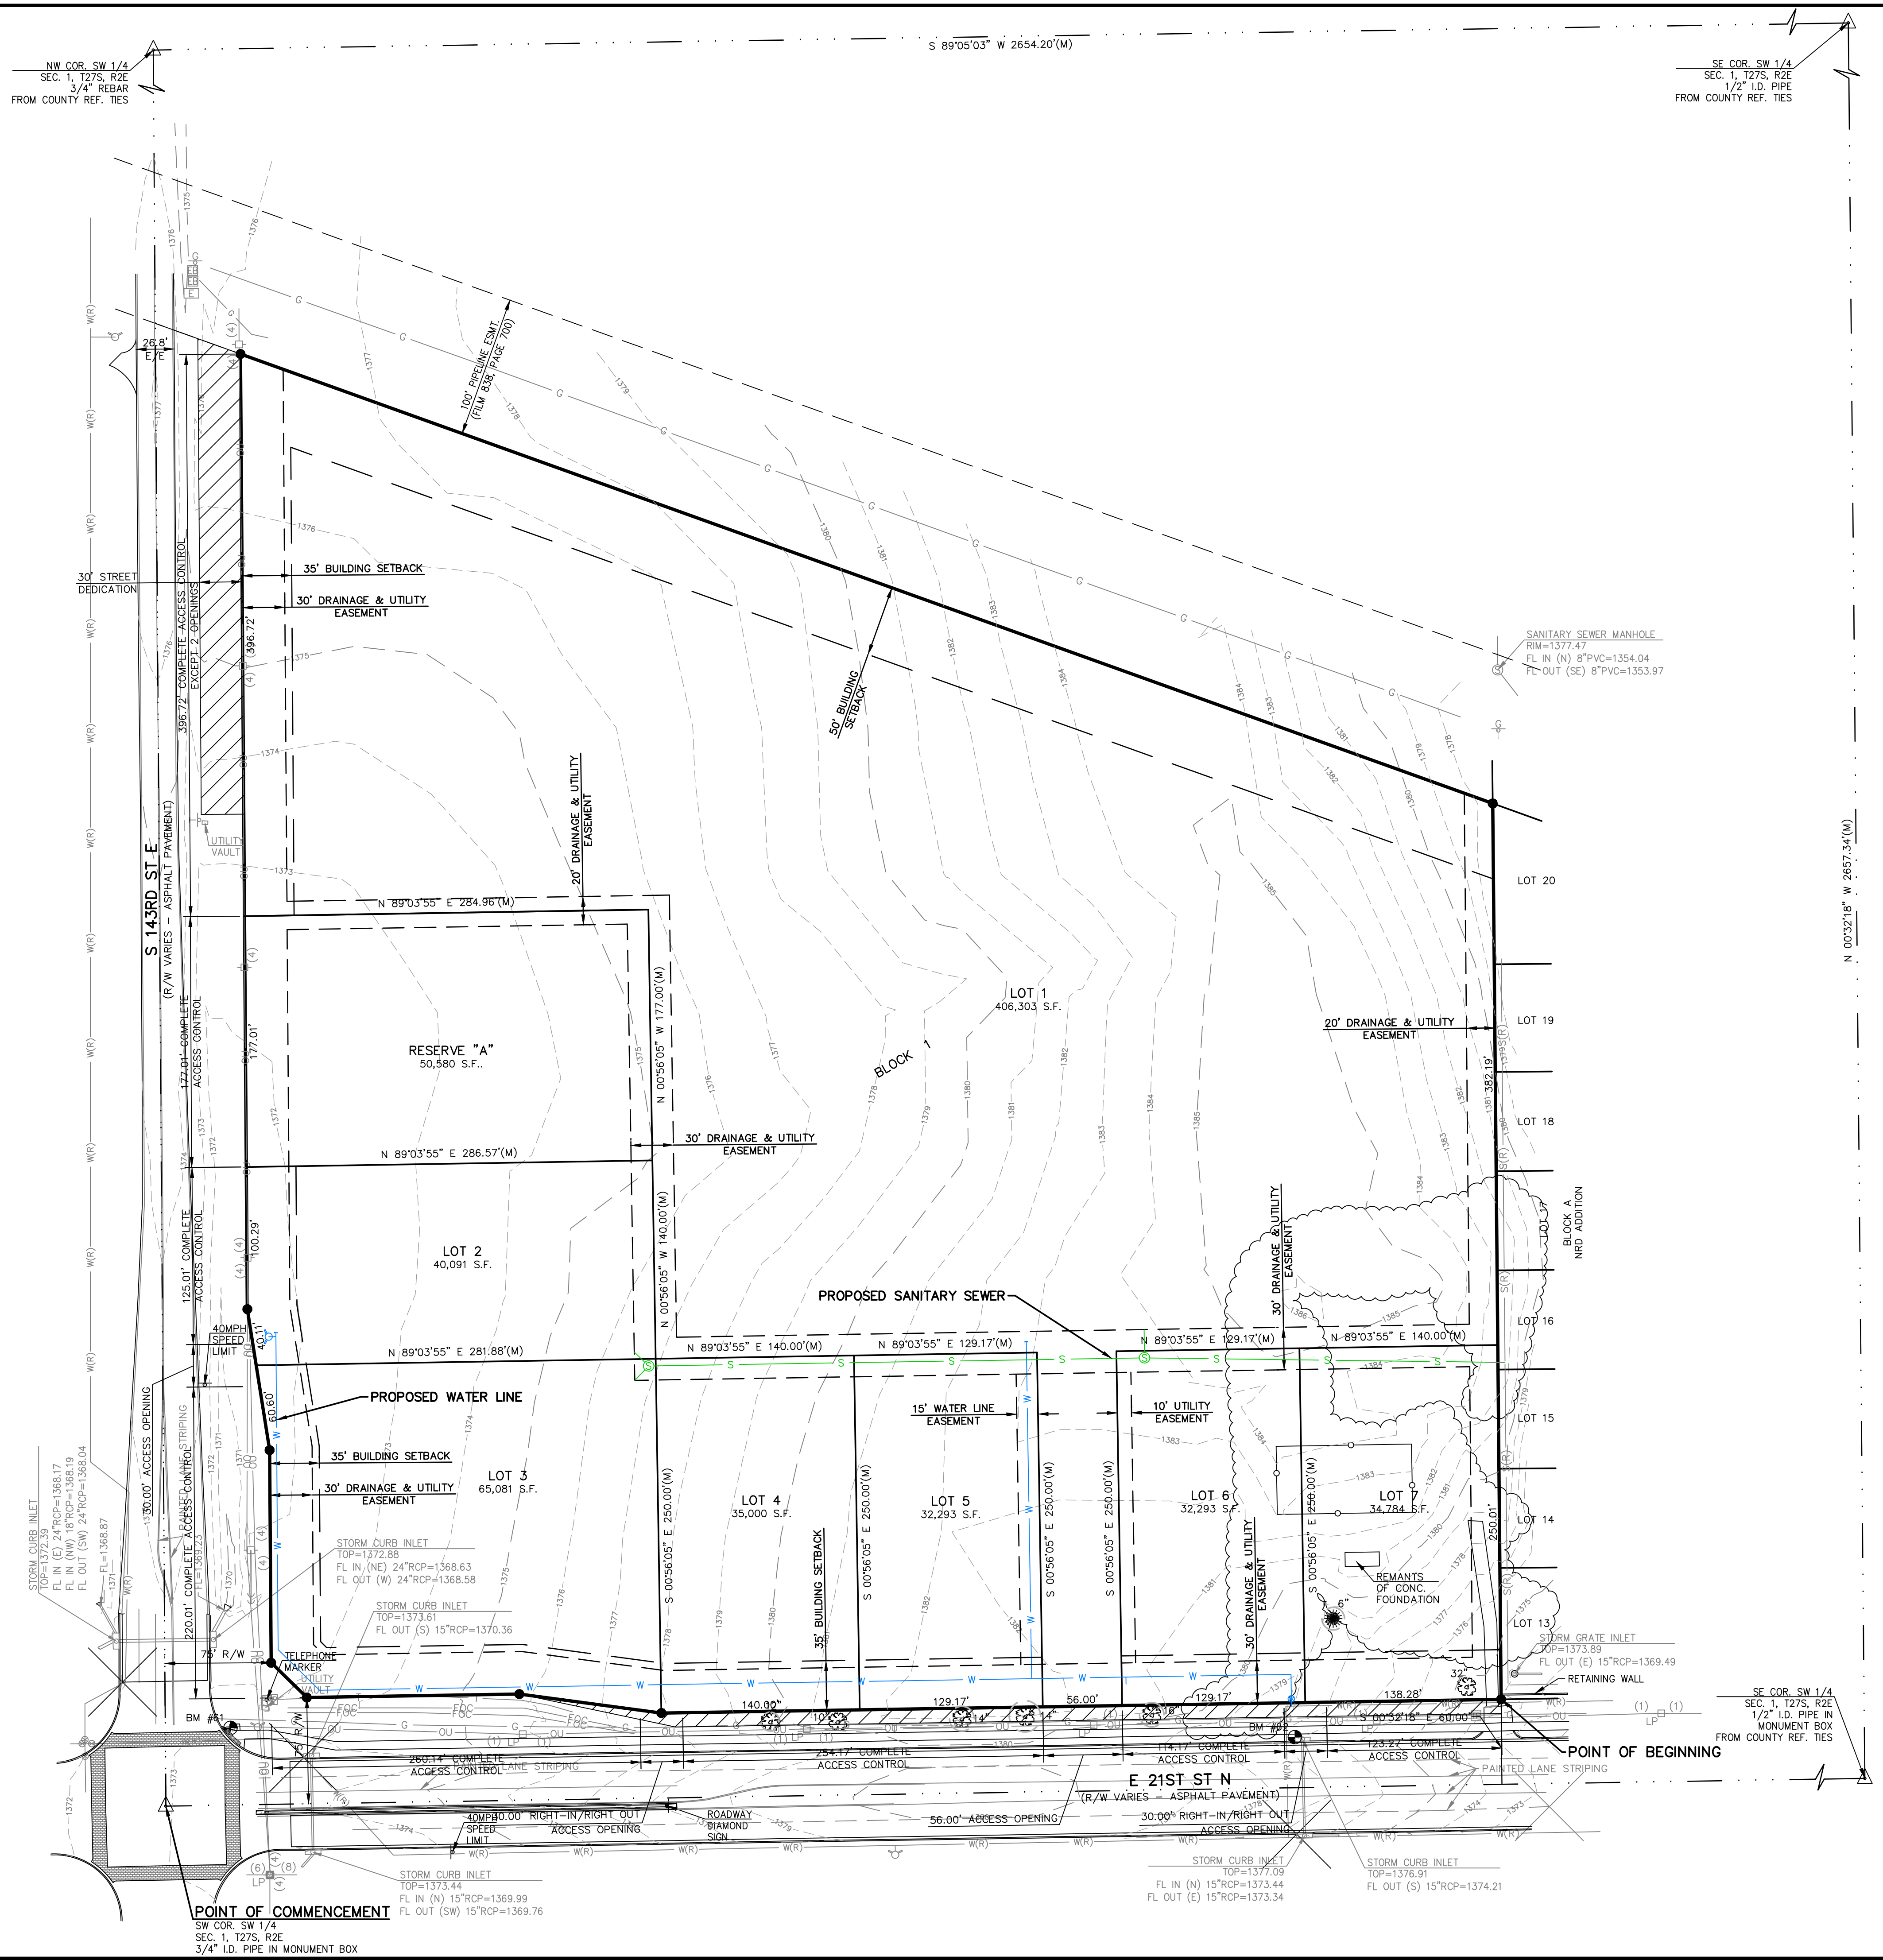 S 89°05'03" W 2654.20'(M)
NW COR. SW 1/4
SEC. 1, T27S, R2E
3/4" REBAR
FROM COUNTY REF. TIES
SE COR. SW 1/4
SEC. 1, T27S, R2E
1/2" I.D. PIPE
FROM COUNTY REF. TIES
26.8'
E/E
100' PIPELINE ESMT.
(FILM 838, PAGE 700)
30' STREET
DEDICATION
396.72' COMPLETE ACCESS CONTROL
EXCEPT 2 OPENINGS
396.72'
35' BUILDING SETBACK
30' DRAINAGE & UTILITY
EASEMENT
50' BUILDING
SETBACK
SANITARY SEWER MANHOLE
RIM=1377.47
FL IN (N) 8"PVC=1354.04
FL OUT (SE) 8"PVC=1353.97
N 00°32'18" W 2657.34'(M)
S 143RD ST E
(R/W VARIES - ASPHALT PAVEMENT)
UTILITY
VAULT
20' DRAINAGE & UTILITY
EASEMENT
N 89°03'55" E 284.96'(M)
LOT 20
LOT 1
406,303 S.F.
BLOCK 1
20' DRAINAGE & UTILITY
EASEMENT
LOT 19
382.19'
177.01' COMPLETE
ACCESS CONTROL
177.01'
RESERVE "A"
50,580 S.F..
N 00°56'05" W 177.00'(M)
LOT 18
30' DRAINAGE & UTILITY
EASEMENT
N 89°03'55" E 286.57'(M)
LOT 17
BLOCK A
NRD ADDITION
125.01' COMPLETE
ACCESS CONTROL
100.29'
LOT 2
40,091 S.F.
N 00°56'05" W 140.00'(M)
30' DRAINAGE & UTILITY
EASEMENT
PROPOSED SANITARY SEWER
40MPH
SPEED
LIMIT
40.11'
N 89°03'55" E 281.88'(M)
N 89°03'55" E 140.00'(M)
N 89°03'55" E 129.17'(M)
N 89°03'55" E 129.17'(M)
N 89°03'55" E 140.00'(M)
LOT 16
30.00' ACCESS OPENING
PAINTED LANE STRIPING
60.60'
PROPOSED WATER LINE
15' WATER LINE
EASEMENT
10' UTILITY
EASEMENT
LOT 15
35' BUILDING SETBACK
30' DRAINAGE & UTILITY
EASEMENT
LOT 3
65,081 S.F.
S 00°56'05" E 250.00'(M)
LOT 4
35,000 S.F.
S 00°56'05" E 250.00'(M)
LOT 5
32,293 S.F.
S 00°56'05" E 250.00'(M)
S 00°56'05" E 250.00'(M)
LOT 6
32,293 S.F.
S 00°56'05" E 250.00'(M)
LOT 7
34,784 S.F.
250.01'
LOT 14
220.01' COMPLETE ACCESS CONTROL
STORM CURB INLET
TOP=1372.39
FL IN (E) 24"RCP=1368.17
FL IN (NW) 18"RCP=1368.19
FL OUT (SW) 24"RCP=1368.04
FL=1368.87
FL=1369.23
STORM CURB INLET
TOP=1372.88
FL IN (NE) 24"RCP=1368.63
FL OUT (W) 24"RCP=1368.58
STORM CURB INLET
TOP=1373.61
FL OUT (S) 15"RCP=1370.36
35' BUILDING SETBACK
30' DRAINAGE & UTILITY
EASEMENT
REMANTS
OF CONC.
FOUNDATION
6"
LOT 13
STORM GRATE INLET
TOP=1373.89
FL OUT (E) 15"RCP=1369.49
RETAINING WALL
75' R/W
TELEPHONE
MARKER
UTILITY
VAULT
BM #61
75' R/W
140.00'
10"
129.17'
14"
14"
56.00'
16"
129.17'
138.28'
32"
S 00°32'18" E 60.00'
BM #62
SE COR. SW 1/4
SEC. 1, T27S, R2E
1/2" I.D. PIPE IN
MONUMENT BOX
FROM COUNTY REF. TIES
POINT OF BEGINNING
260.14' COMPLETE
ACCESS CONTROL
254.17' COMPLETE
ACCESS CONTROL
114.17' COMPLETE
ACCESS CONTROL
123.27' COMPLETE
ACCESS CONTROL
LANE STRIPING
PAINTED LANE STRIPING
E 21ST ST N
(R/W VARIES - ASPHALT PAVEMENT)
40MPH
SPEED
LIMIT
RIGHT-IN/RIGHT OUT
ACCESS OPENING
ROADWAY
DIAMOND
SIGN
56.00' ACCESS OPENING
30.00' RIGHT-IN/RIGHT OUT
ACCESS OPENING
STORM CURB INLET
TOP=1373.44
FL IN (N) 15"RCP=1369.99
FL OUT (SW) 15"RCP=1369.76
STORM CURB INLET
TOP=1377.09
FL IN (N) 15"RCP=1373.44
FL OUT (E) 15"RCP=1373.34
STORM CURB INLET
TOP=1376.91
FL OUT (S) 15"RCP=1374.21
POINT OF COMMENCEMENT
SW COR. SW 1/4
SEC. 1, T27S, R2E
3/4" I.D. PIPE IN MONUMENT BOX